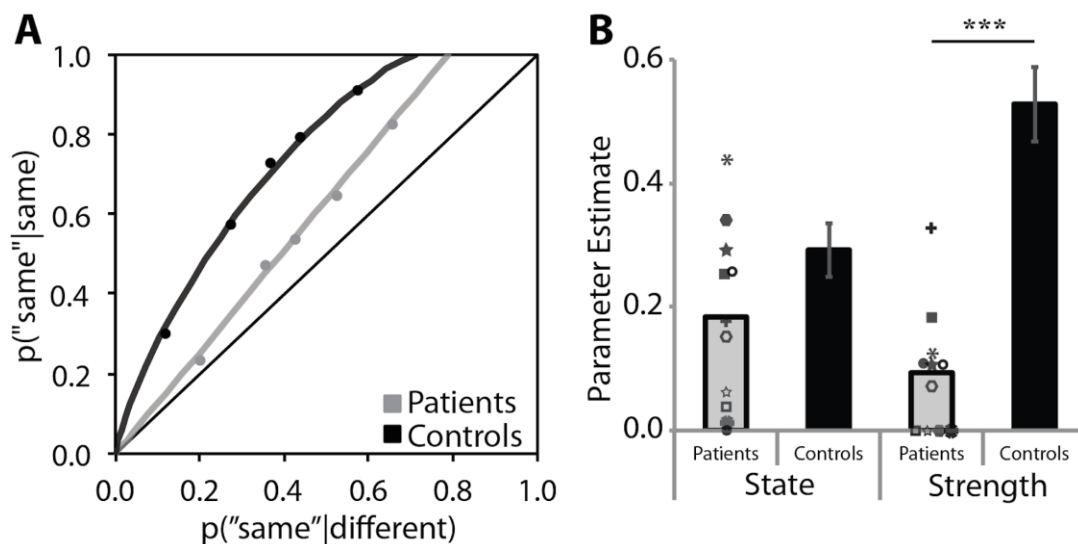 A
p("same"|same)
1.0
0.8
0.6
0.4
0.2
0.0
Patients
Controls
0.0 0.2 0.4 0.6 0.8 1.0
p("same"|different)
B
***
Parameter Estimate
0.6
0.4
0.2
0.0
Patients Controls Patients Controls
State Strength